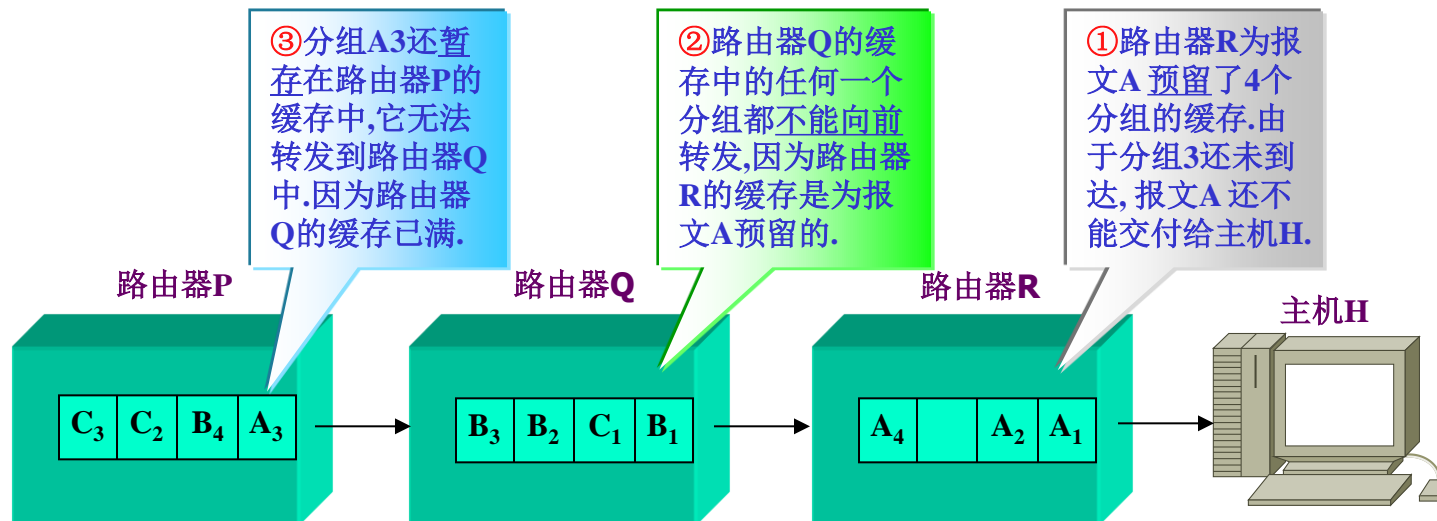 ③分组A3还暂
存在路由器P的
缓存中,它无法
转发到路由器Q
中.因为路由器
Q的缓存已满.
②路由器Q的缓
存中的任何一个
分组都不能向前
转发,因为路由器
R的缓存是为报
文A预留的.
①路由器R为报
文A 预留了4个
分组的缓存.由
于分组3还未到
达, 报文A 还不
能交付给主机H.
路由器P
路由器Q
路由器R
主机H
C₃ C₂ B₄ A₃
B₃ B₂ C₁ B₁
A₄ A₂ A₁